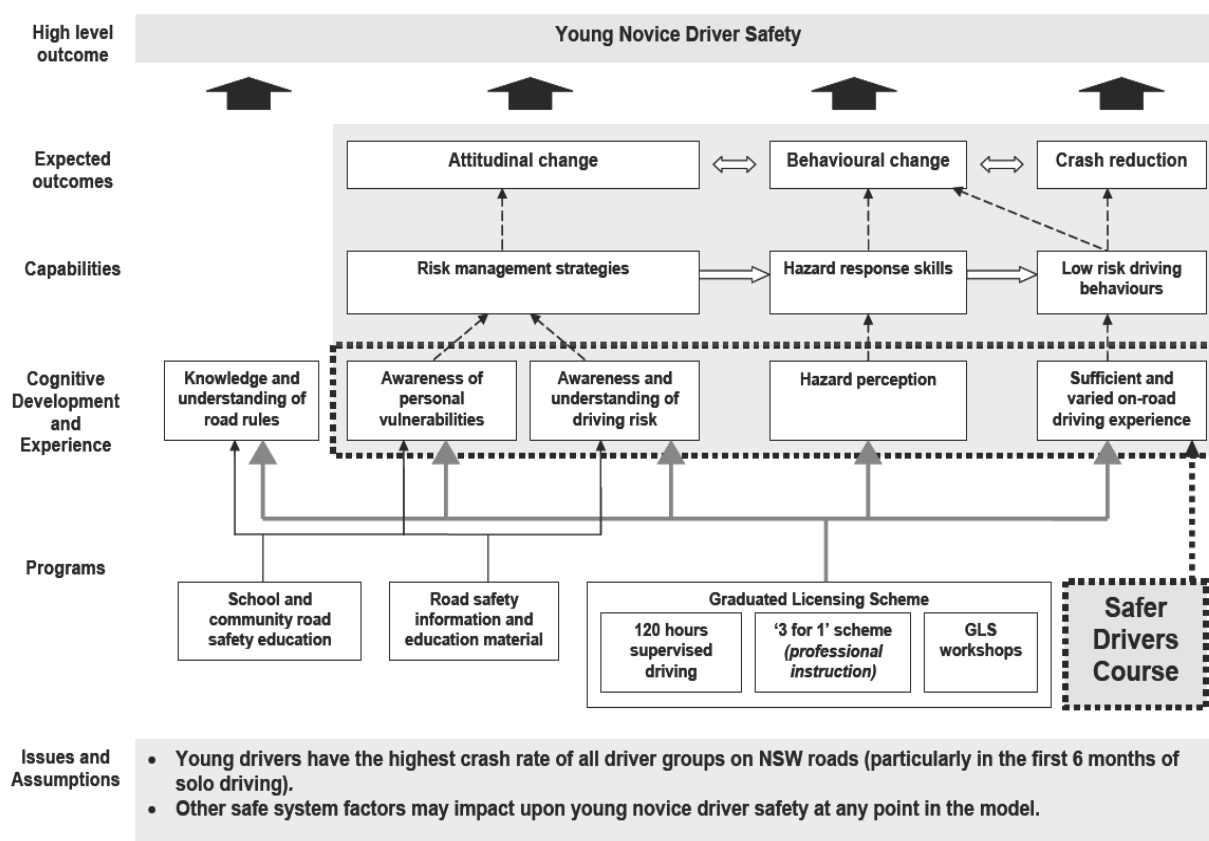 High level
outcome
Young Novice Driver Safety
Expected
outcomes
Attitudinal change
Behavioural change
Crash reduction
Capabilities
Risk management strategies
Hazard response skills
Low risk driving
behaviours
Cognitive
Development
and
Experience
Knowledge and
understanding of
road rules
Awareness of
personal
vulnerabilities
Awareness and
understanding of
driving risk
Hazard perception
Sufficient and
varied on-road
driving experience
Programs
School and
community road
safety education
Road safety
information and
education material
Graduated Licensing Scheme
120 hours
supervised
driving
‘3 for 1’ scheme
(professional
instruction)
GLS
workshops
Safer
Drivers
Course
Issues and
Assumptions
• Young drivers have the highest crash rate of all driver groups on NSW roads (particularly in the first 6 months of
solo driving).
• Other safe system factors may impact upon young novice driver safety at any point in the model.